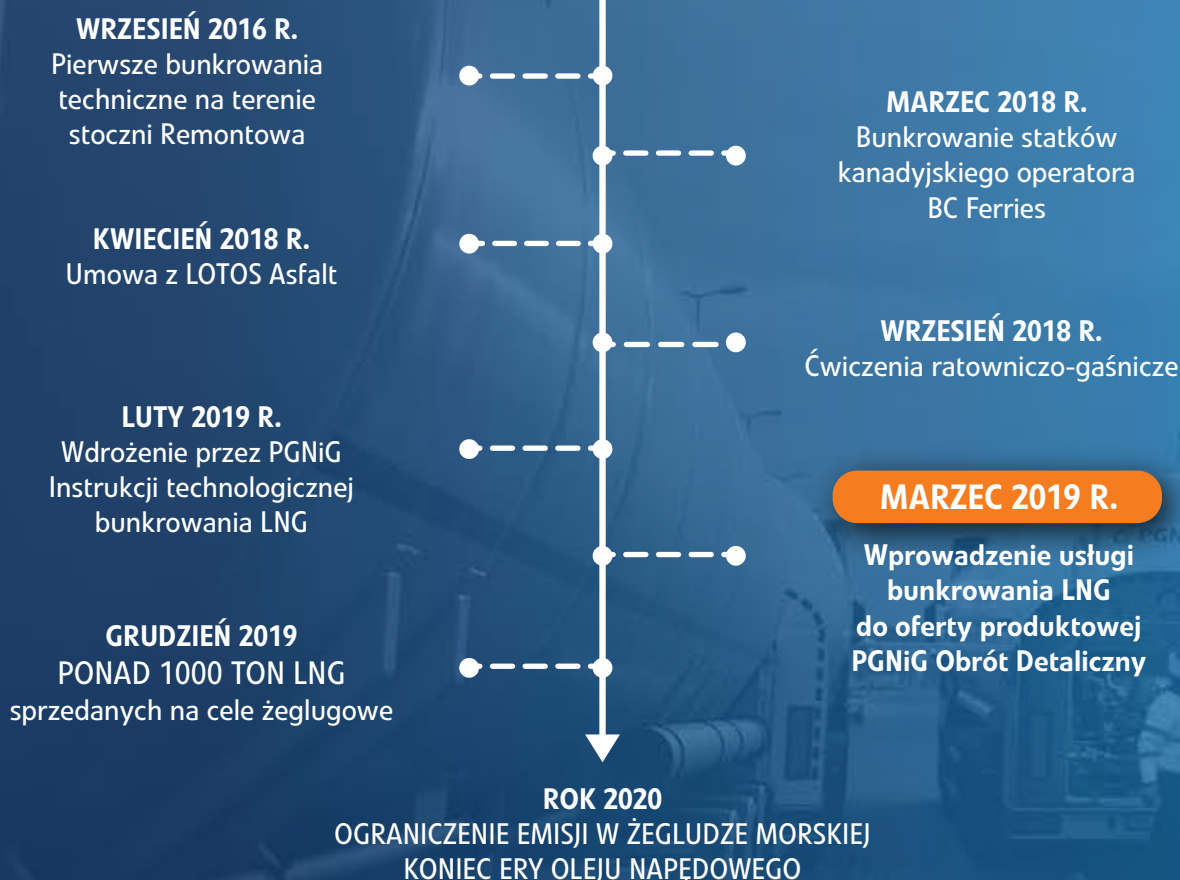 WRZESIEŃ 2016 R.
Pierwsze bunkrowania
techniczne na terenie
stoczni Remontowa
MARZEC 2018 R.
Bunkrowanie statków
kanadyjskiego operatora
BC Ferries
KWIECIEŃ 2018 R.
Umowa z LOTOS Asfalt
WRZESIEŃ 2018 R.
Ćwiczenia ratowniczo-gaśnicze
LUTY 2019 R.
Wdrożenie przez PGNiG
Instrukcji technologicznej
bunkrowania LNG
MARZEC 2019 R.
Wprowadzenie usługi
bunkrowania LNG
do oferty produktowej
PGNiG Obrót Detaliczny
GRUDZIEŃ 2019
PONAD 1000 TON LNG
sprzedanych na cele żeglugowe
ROK 2020
OGRANICZENIE EMISJI W ŻEGLUDZE MORSKIEJ
KONIEC ERY OLEJU NAPĘDOWEGO